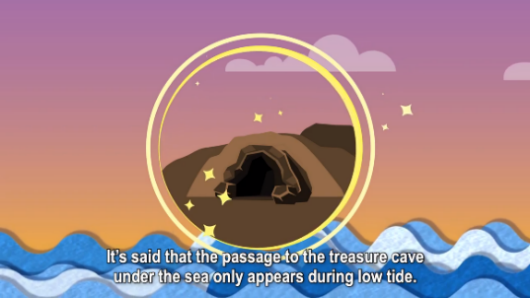 It's said that the passage to the treasure cave
under the sea only appears during low tide.